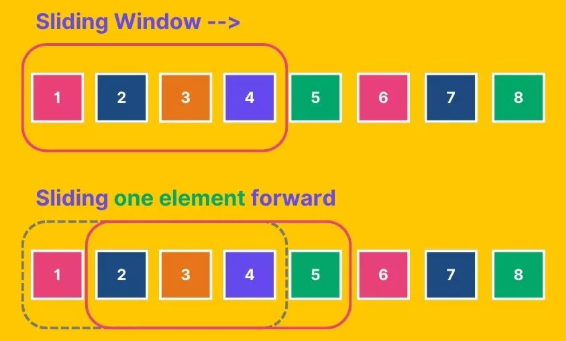 Sliding Window -->
1 2 3 4 5 6 7 8
Sliding one element forward
1 2 3 4 5 6 7 8